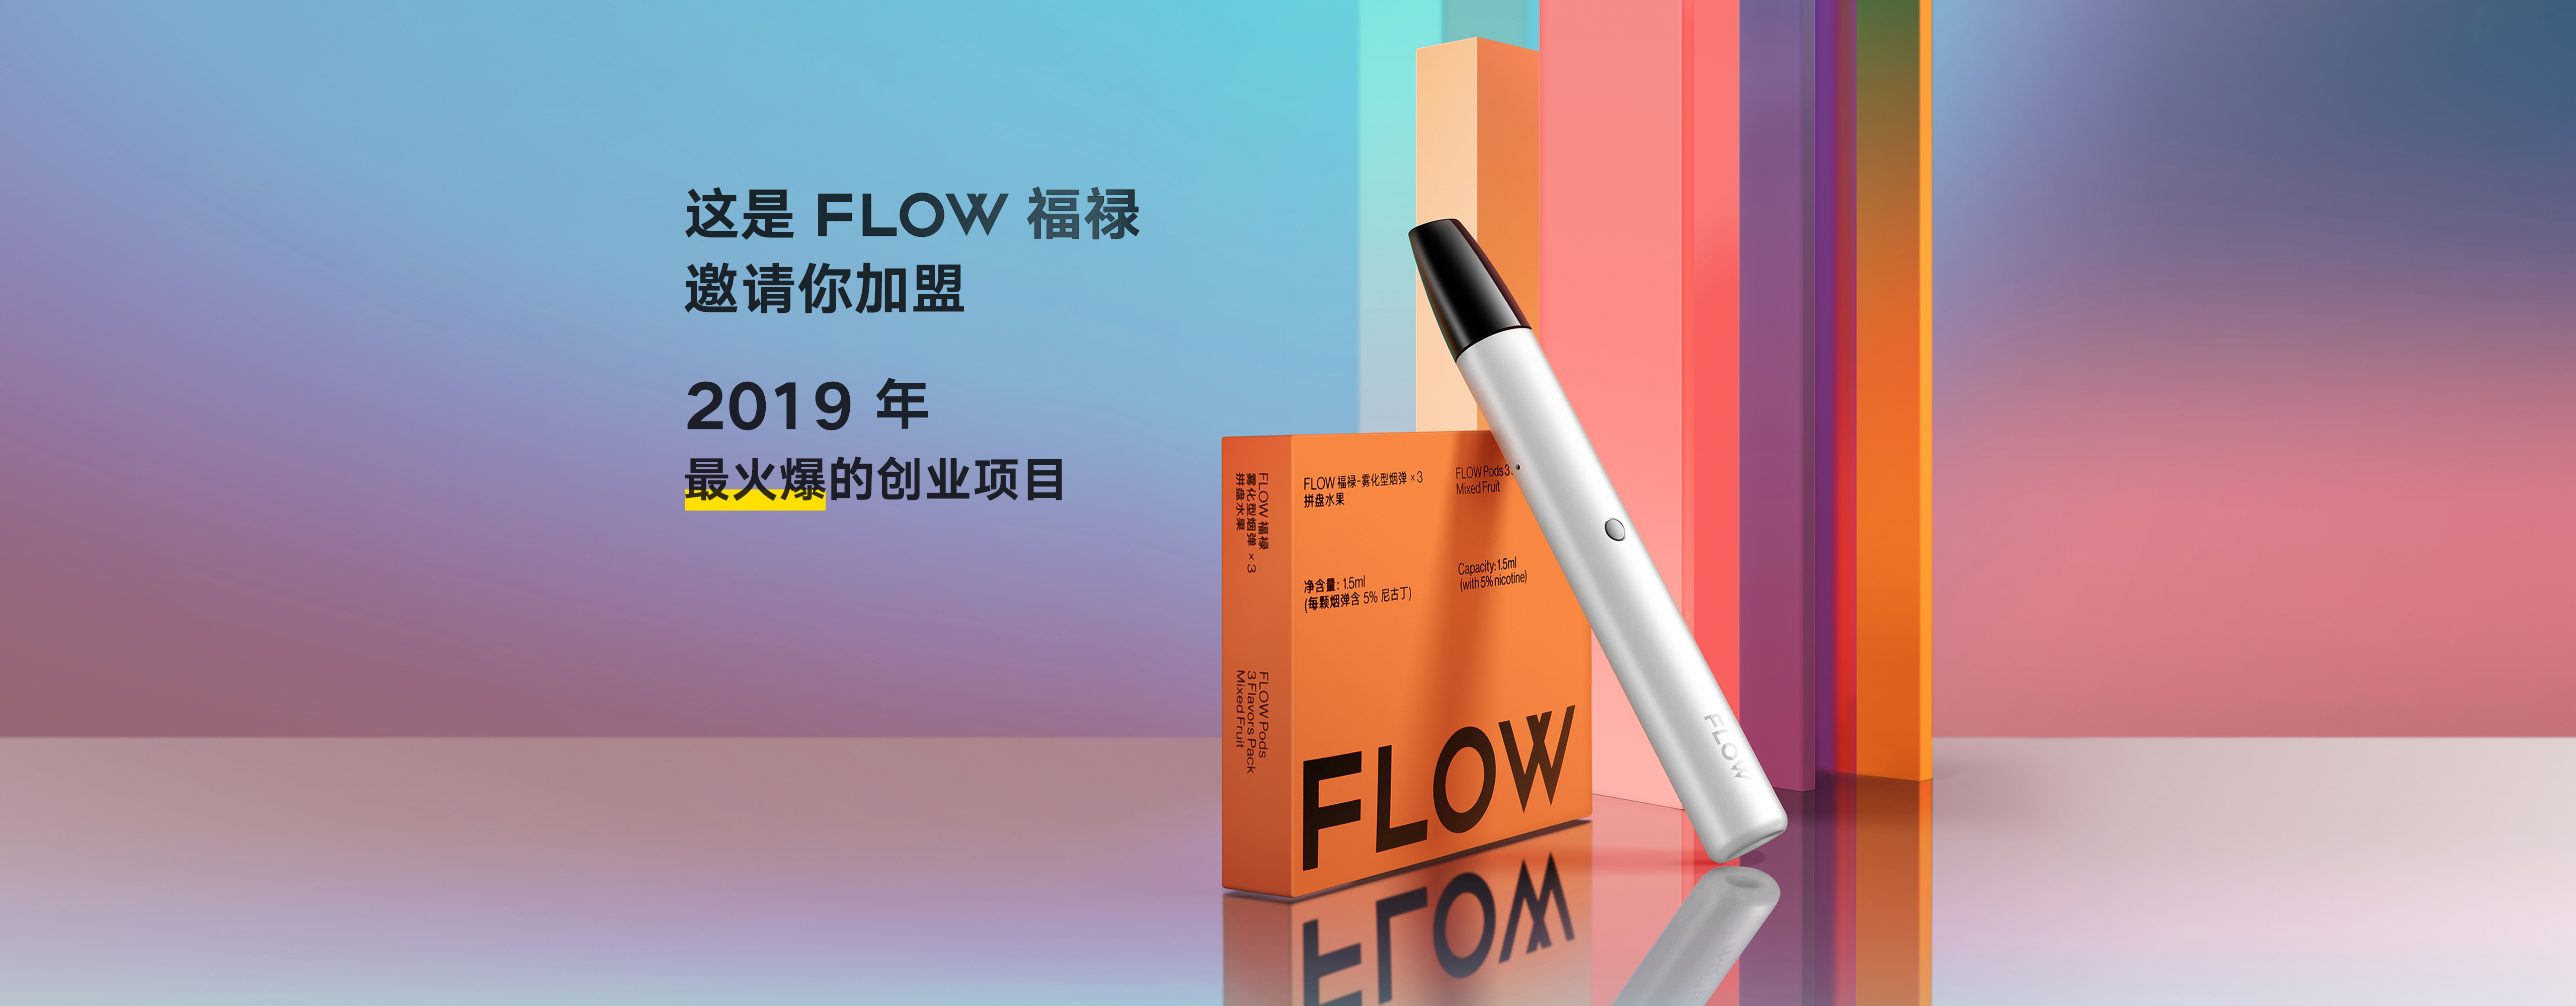 这是 FLOW 福禄
邀请你加盟
2019 年
最火爆的创业项目
FLOW 福禄
雾化型烟弹 ×3
拼盘水果
FLOW Pods
3 Flavors Pack
Mixed Fruit
FLOW 福禄-雾化型烟弹 ×3
拼盘水果
FLOW Pods 3
Mixed Fruit
净含量: 1.5ml
(每颗烟弹含 5% 尼古丁)
Capacity: 1.5ml
(with 5% nicotine)
FLOW
FLOW